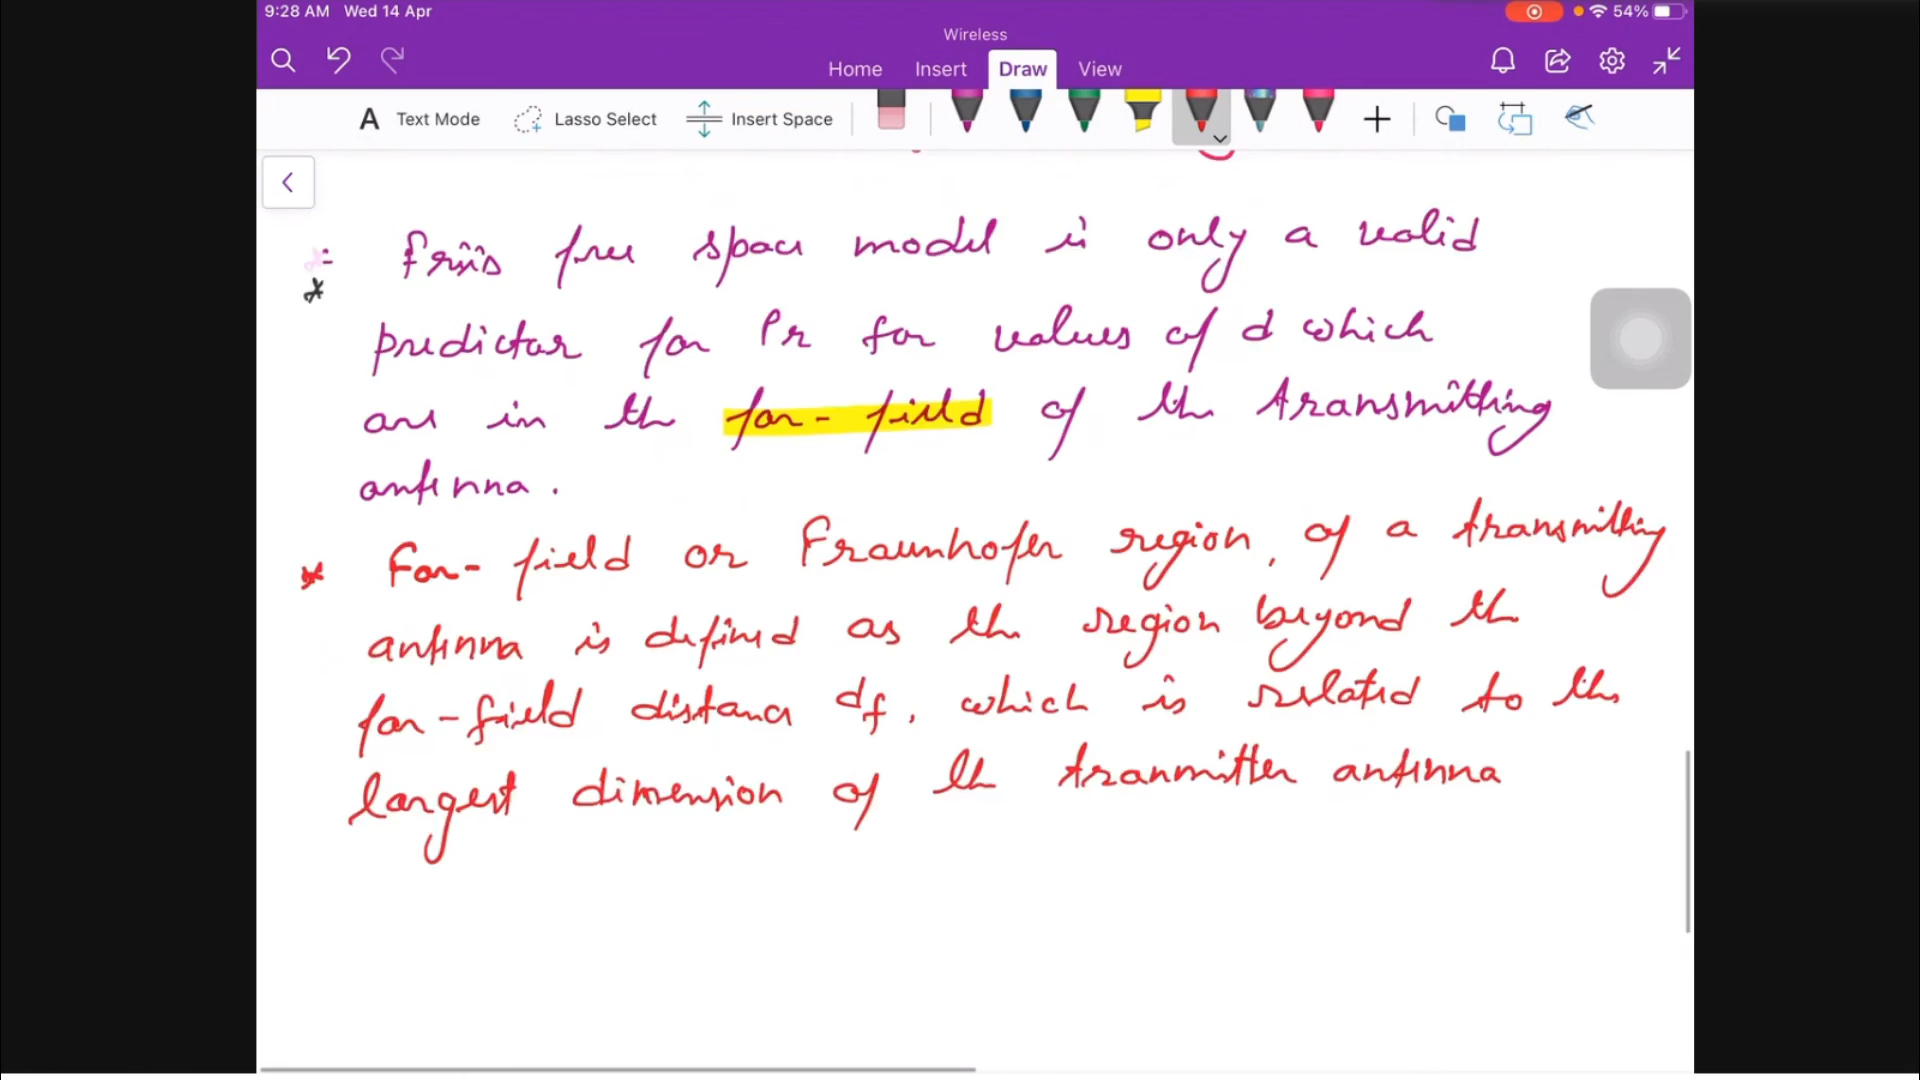 9:28 AM Wed 14 Apr
54%
Wireless
Home Insert Draw View
A Text Mode Lasso Select Insert Space
* Friis free space model is only a valid
predictor for Pr for values of d which
are in the far-field of the transmitting
antenna.
* Far-field or Fraunhofer region, of a transmitting
antenna is defined as the region beyond the
far-field distance df, which is related to the
largest dimension of the tranmitter antenna